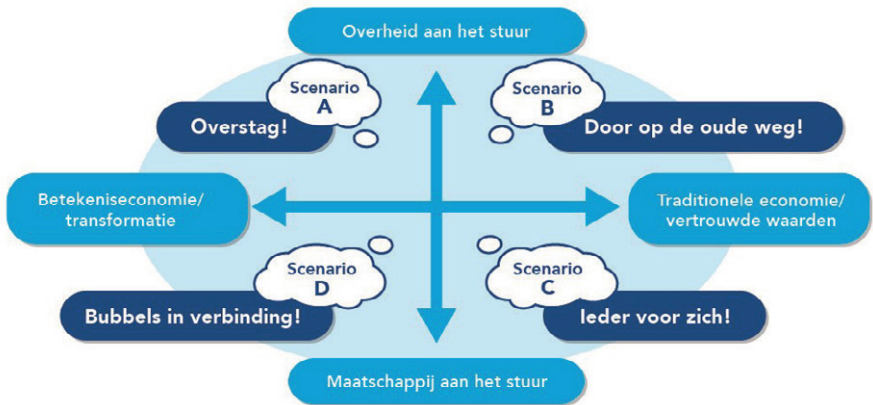 Overheid aan het stuur
Scenario
A
Overstag!
Scenario
B
Door op de oude weg!
Betekeniseconomie/
transformatie
Traditionele economie/
vertrouwde waarden
Scenario
D
Bubbels in verbinding!
Scenario
C
Ieder voor zich!
Maatschappij aan het stuur